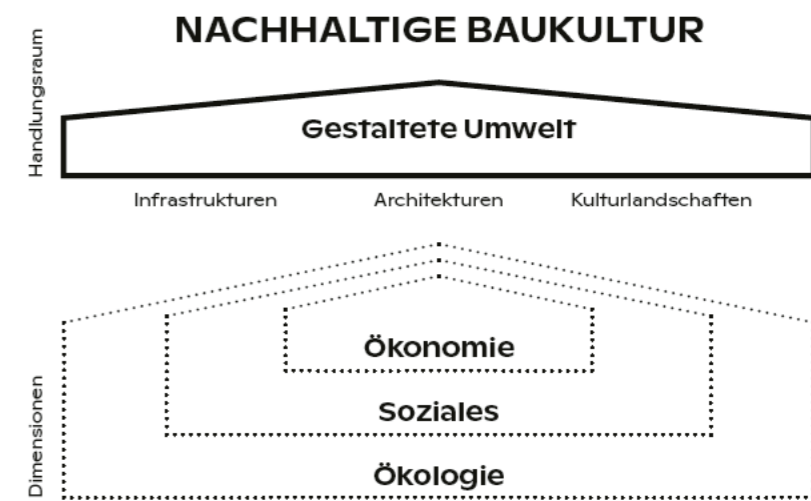 NACHHALTIGE BAUKULTUR
Handlungsraum
Gestaltete Umwelt
Infrastrukturen Architekturen Kulturlandschaften
Dimensionen
Ökonomie
Soziales
Ökologie